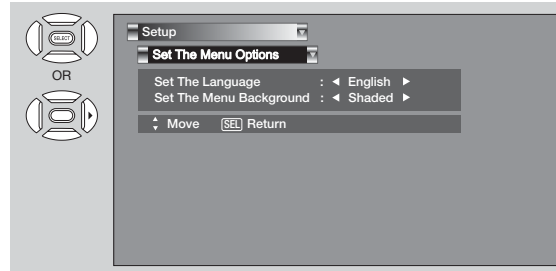 SELECT
OR
Setup
Set The Menu Options
Set The Language : ◀ English ▶
Set The Menu Background : ◀ Shaded ▶
Move SEL Return